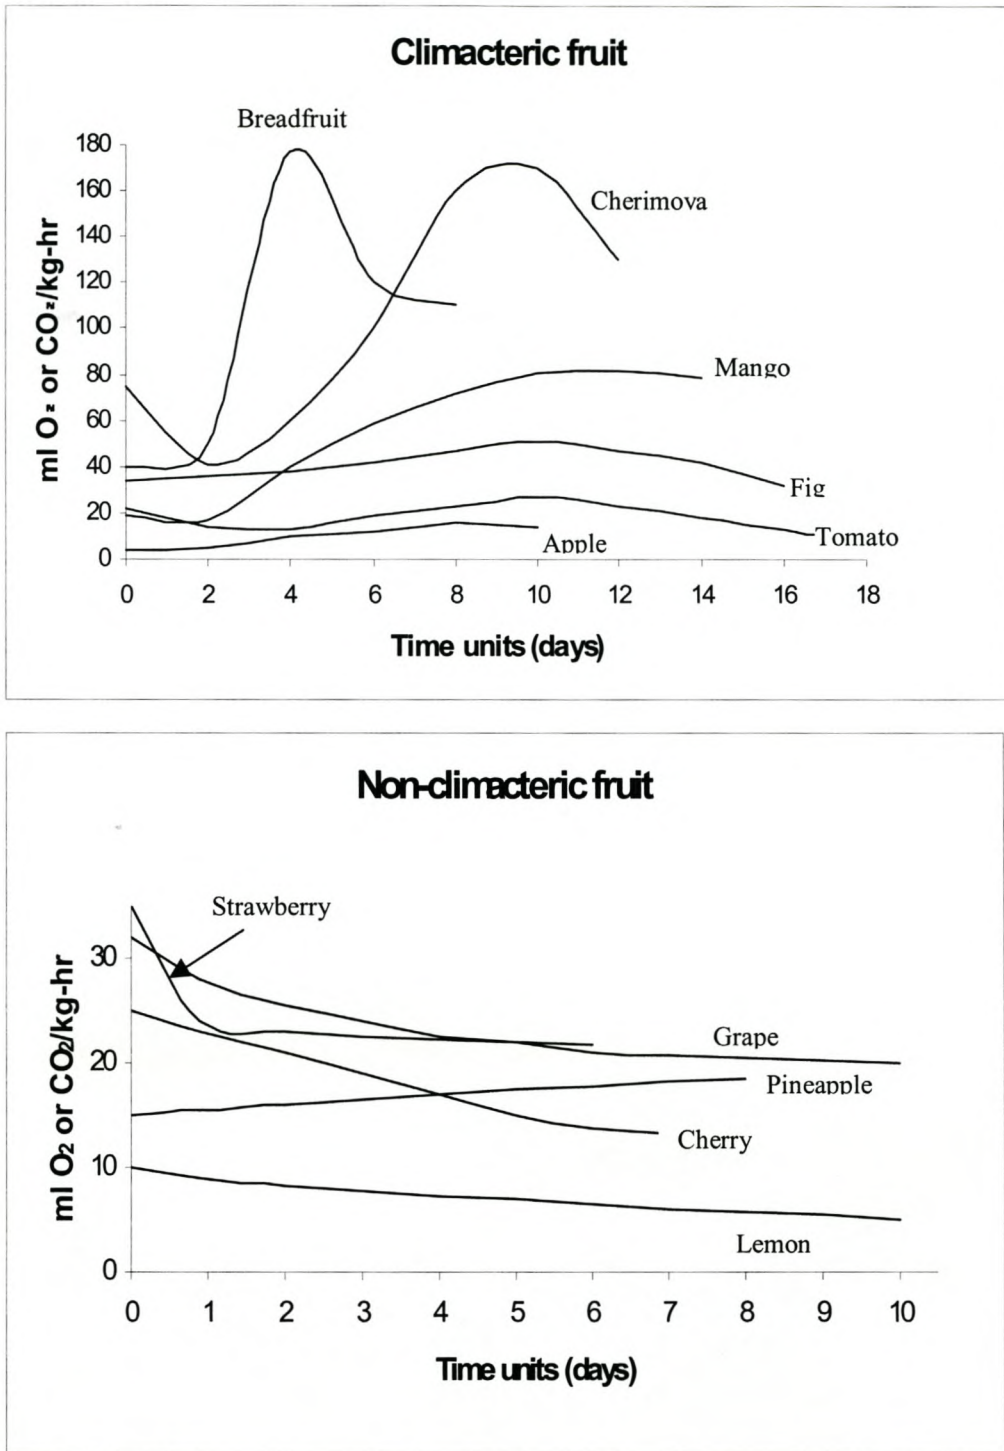 Climacteric fruit
Breadfruit
180
160
140
120
100
80
60
40
20
0
ml O₂ or CO₂/kg-hr
Cherimova
Mango
Fig
Tomato
Apple
0 2 4 6 8 10 12 14 16 18
Time units (days)
Non-climacteric fruit
Strawberry
30
20
10
0
ml O₂ or CO₂/kg-hr
Grape
Pineapple
Cherry
Lemon
0 1 2 3 4 5 6 7 8 9 10
Time units (days)